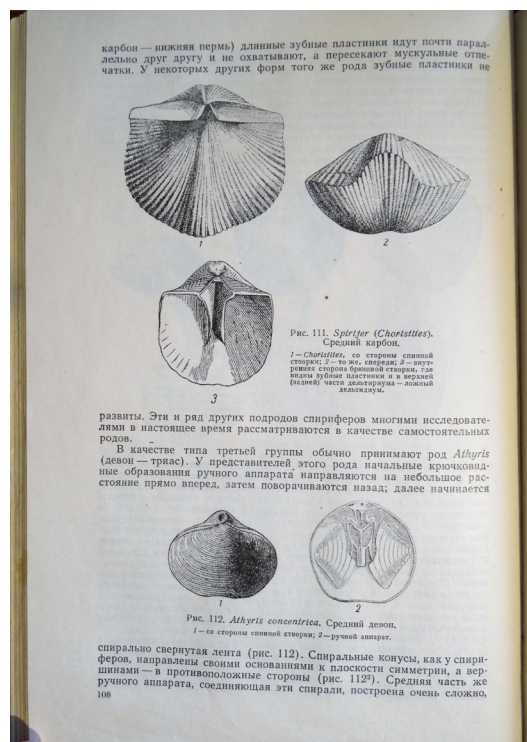 карбон — нижняя пермь) длинные зубные пластинки идут почти парал-
лельно друг другу и не охватывают, а пересекают мускульные отпе-
чатки. У некоторых других форм того же рода зубные пластинки не
1
2
3
Рис. 111. Spirifer (Choristites).
Средний карбон.
1 — Choristites, со стороны спинной
створки; 2 — то же, спереди; 3 — внут-
ренняя сторона брюшной створки, где
видны зубные пластинки и в верхней
(задней) части дельтириума — ложный
дельтидиум.
развиты. Эти и ряд других подродов спириферов многими исследовате-
лями в настоящее время рассматриваются в качестве самостоятельных
родов.
В качестве типа третьей группы обычно принимают род Athyris
(девон — триас). У представителей этого рода начальные крючковид-
ные образования ручного аппарата направляются на небольшое рас-
стояние прямо вперед, затем поворачиваются назад; далее начинается
1
2
Рис. 112. Athyris concentrica. Средний девон.
1 — со стороны спинной створки; 2 — ручной аппарат.
спирально свернутая лента (рис. 112). Спиральные конусы, как у спири-
феров, направлены своими основаниями к плоскости симметрии, а вер-
шинами — в противоположные стороны (рис. 112²). Средняя часть же
ручного аппарата, соединяющая эти спирали, построена очень сложно,
108